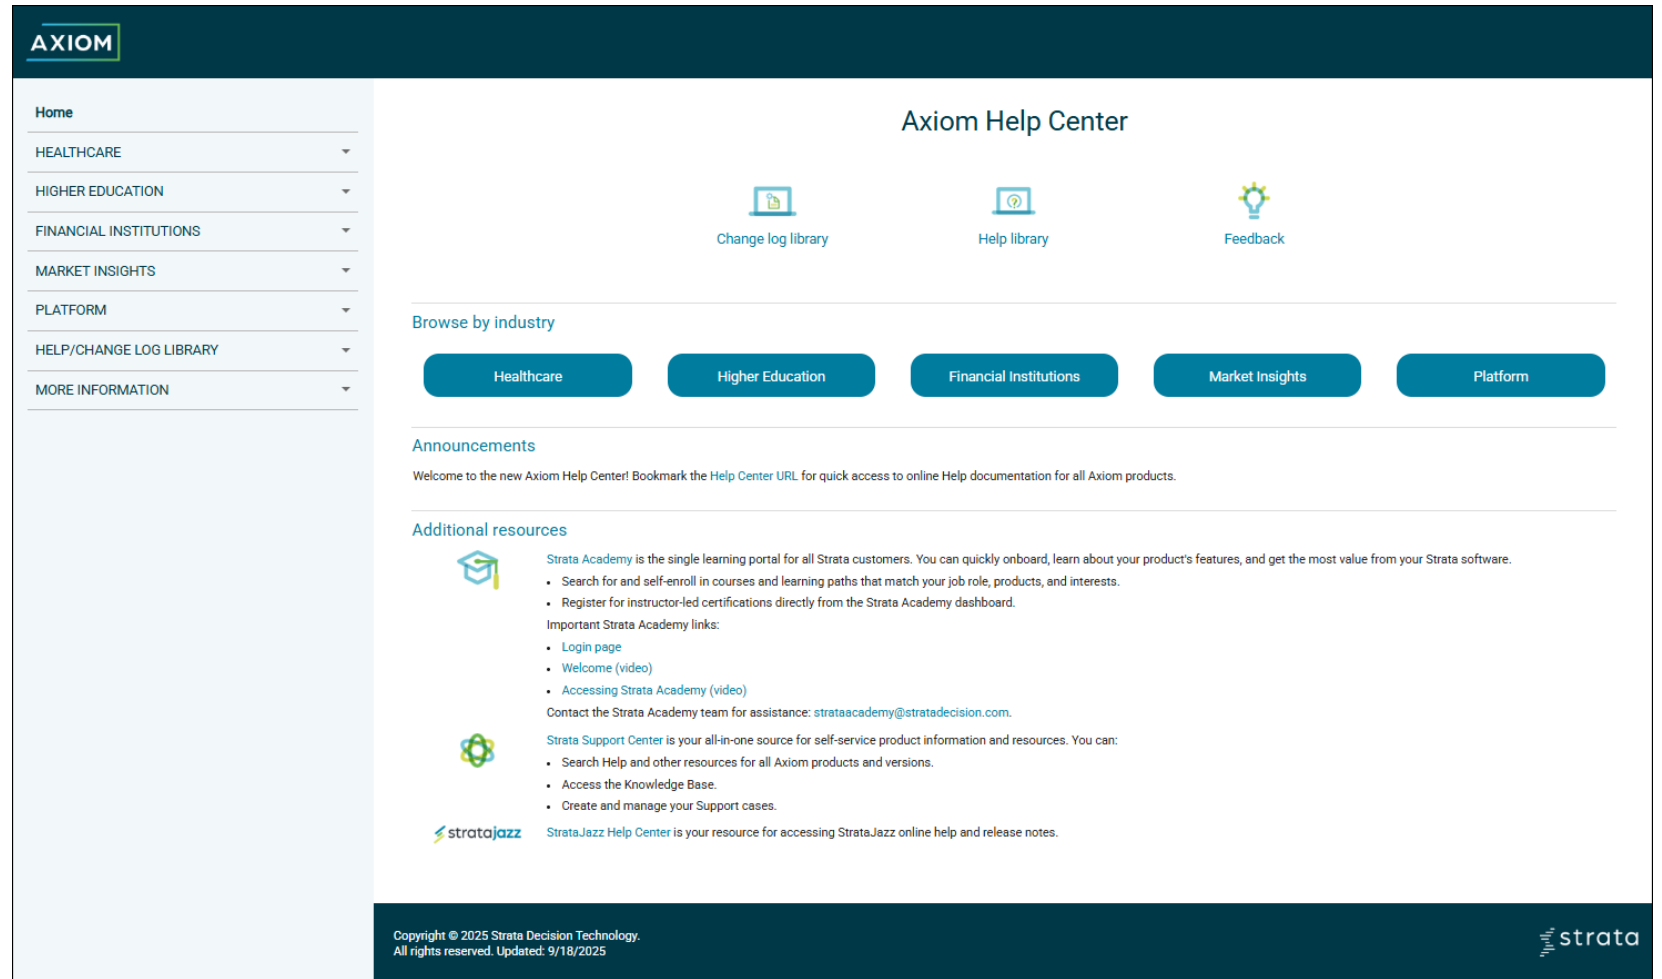 AXIOM
Home
HEALTHCARE
HIGHER EDUCATION
FINANCIAL INSTITUTIONS
MARKET INSIGHTS
PLATFORM
HELP/CHANGE LOG LIBRARY
MORE INFORMATION
Axiom Help Center
Change log library
Help library
Feedback
Browse by industry
Healthcare
Higher Education
Financial Institutions
Market Insights
Platform
Announcements
Welcome to the new Axiom Help Center! Bookmark the Help Center URL for quick access to online Help documentation for all Axiom products.
Additional resources
Strata Academy is the single learning portal for all Strata customers. You can quickly onboard, learn about your product's features, and get the most value from your Strata software.
• Search for and self-enroll in courses and learning paths that match your job role, products, and interests.
• Register for instructor-led certifications directly from the Strata Academy dashboard.
Important Strata Academy links:
• Login page
• Welcome (video)
• Accessing Strata Academy (video)
Contact the Strata Academy team for assistance: strataacademy@stratadecision.com.
Strata Support Center is your all-in-one source for self-service product information and resources. You can:
• Search Help and other resources for all Axiom products and versions.
• Access the Knowledge Base.
• Create and manage your Support cases.
stratajazz
StrataJazz Help Center is your resource for accessing StrataJazz online help and release notes.
Copyright © 2025 Strata Decision Technology.
All rights reserved. Updated: 9/18/2025
strata